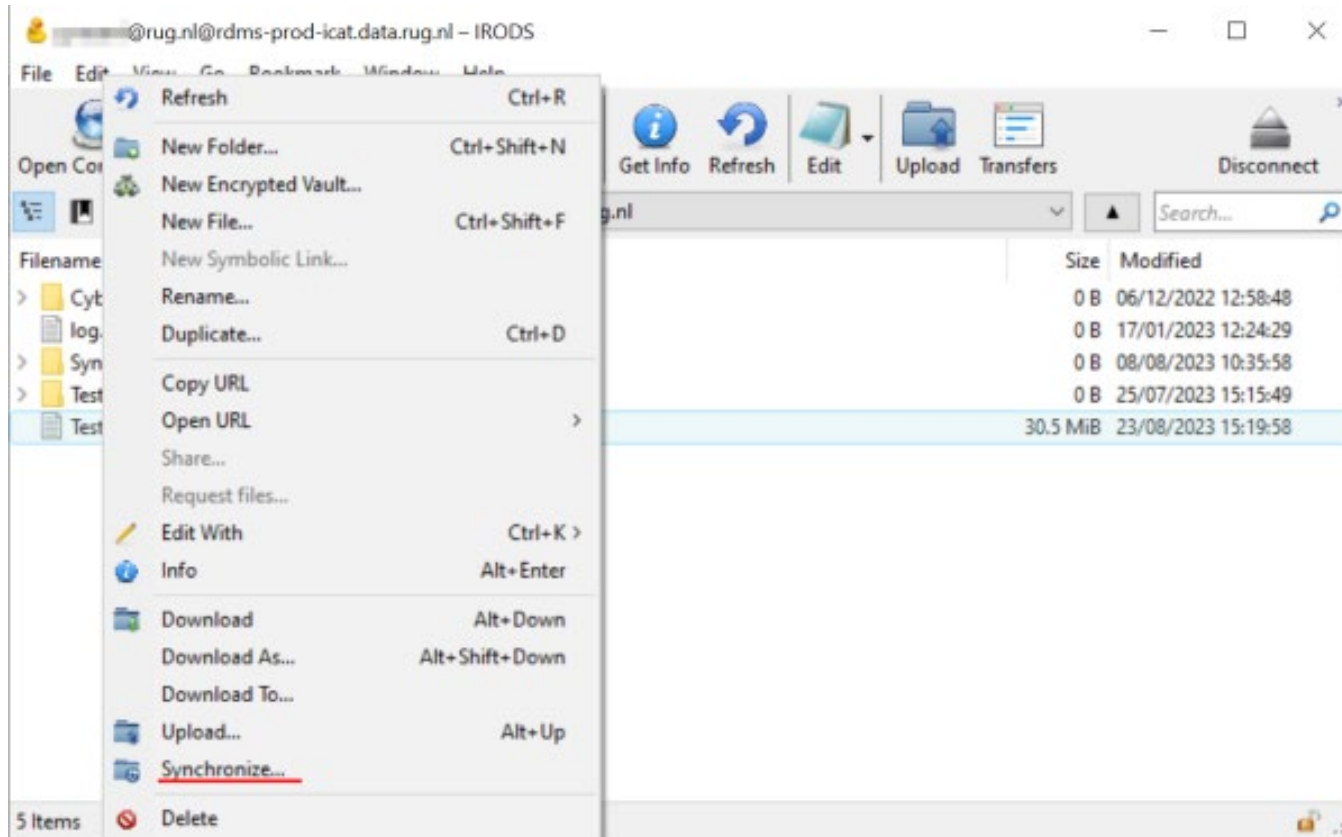 @rug.nl@rdms-prod-icat.data.rug.nl – IRODS
File Edit View Go Bookmark Window Help
Open Co Get Info Refresh Edit Upload Transfers Disconnect
g.nl Search...
Filename Size Modified
Cyb 0 B 06/12/2022 12:58:48
log. 0 B 17/01/2023 12:24:29
Syn 0 B 08/08/2023 10:35:58
Test 0 B 25/07/2022 15:15:49
Test 30.5 MiB 23/08/2023 15:19:58
Refresh Ctrl+R
New Folder... Ctrl+Shift+N
New Encrypted Vault...
New File... Ctrl+Shift+F
New Symbolic Link...
Rename...
Duplicate... Ctrl+D
Copy URL
Open URL >
Share...
Request files...
Edit With Ctrl+K >
Info Alt+Enter
Download Alt+Down
Download As... Alt+Shift+Down
Download To...
Upload... Alt+Up
Synchronize...
Delete
5 Items